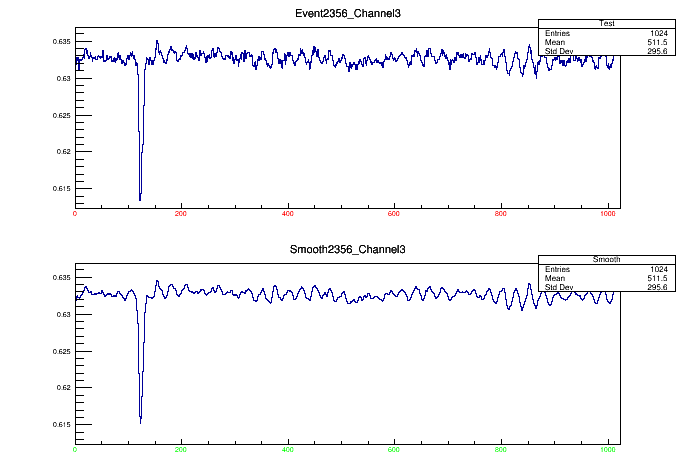 Event2356_Channel3
Test
Entries 1024
Mean 511.5
Std Dev 295.6
0.635
0.63
0.625
0.62
0.615
0 200 400 600 800 1000
Smooth2356_Channel3
Smooth
Entries 1024
Mean 511.5
Std Dev 295.6
0.635
0.63
0.625
0.62
0.615
0 200 400 600 800 1000